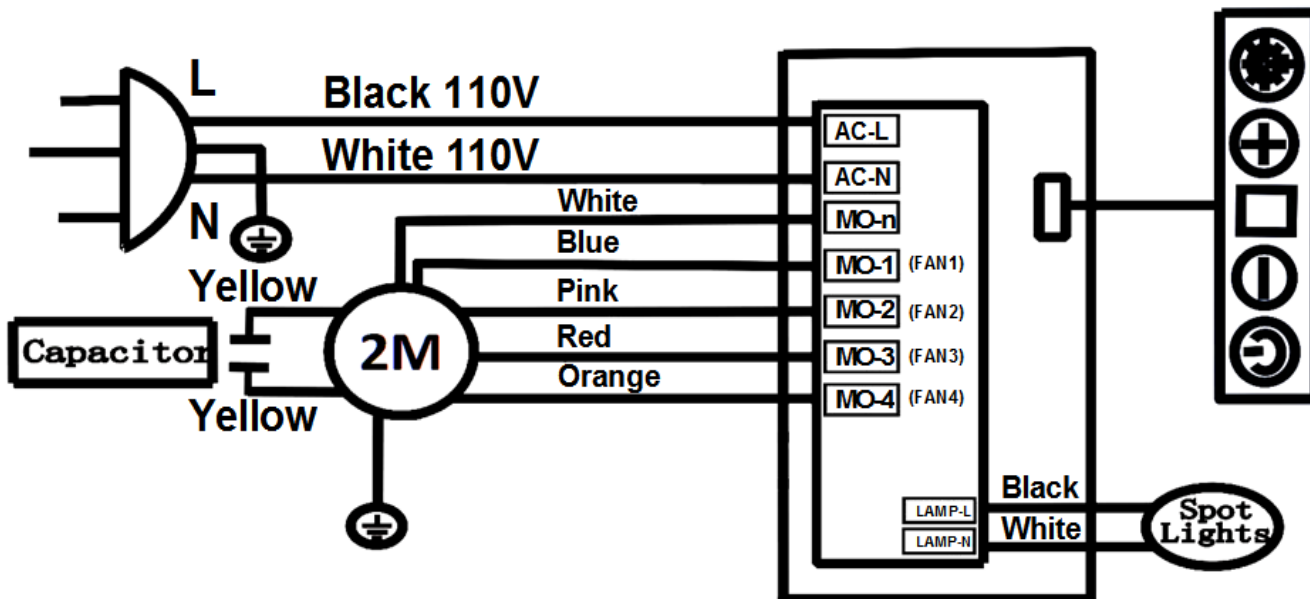 L
Black 110V
White 110V
N
AC-L
AC-N
White
MO-n
Blue
MO-1 (FAN1)
Yellow
Pink
MO-2 (FAN2)
Capacitor
2M
Red
MO-3 (FAN3)
Orange
MO-4 (FAN4)
Yellow
LAMP-L
Black
LAMP-N
White
Spot
Lights